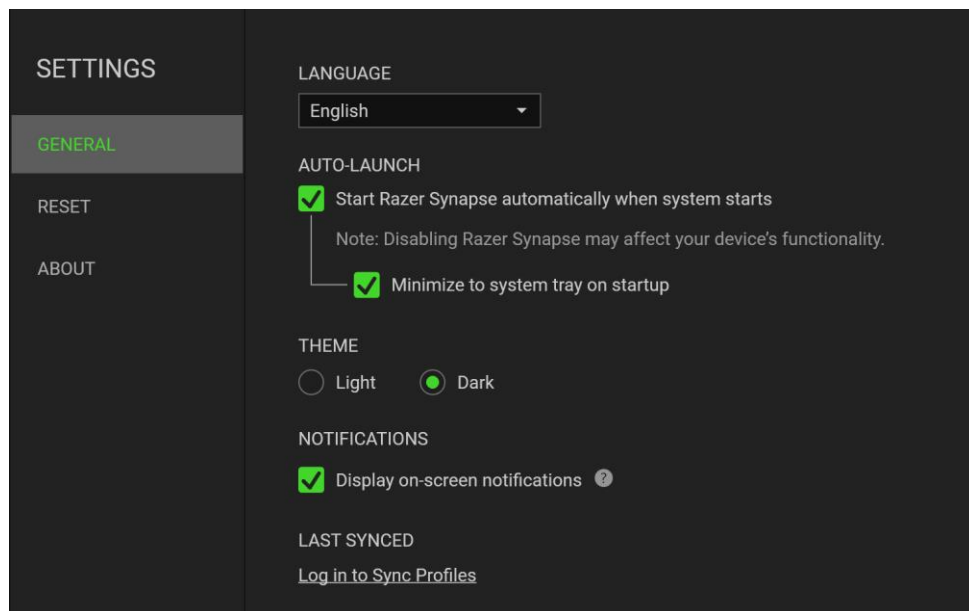 SETTINGS
GENERAL
RESET
ABOUT
LANGUAGE
English
AUTO-LAUNCH
Start Razer Synapse automatically when system starts
Note: Disabling Razer Synapse may affect your device’s functionality.
Minimize to system tray on startup
THEME
Light Dark
NOTIFICATIONS
Display on-screen notifications ?
LAST SYNCED
Log in to Sync Profiles